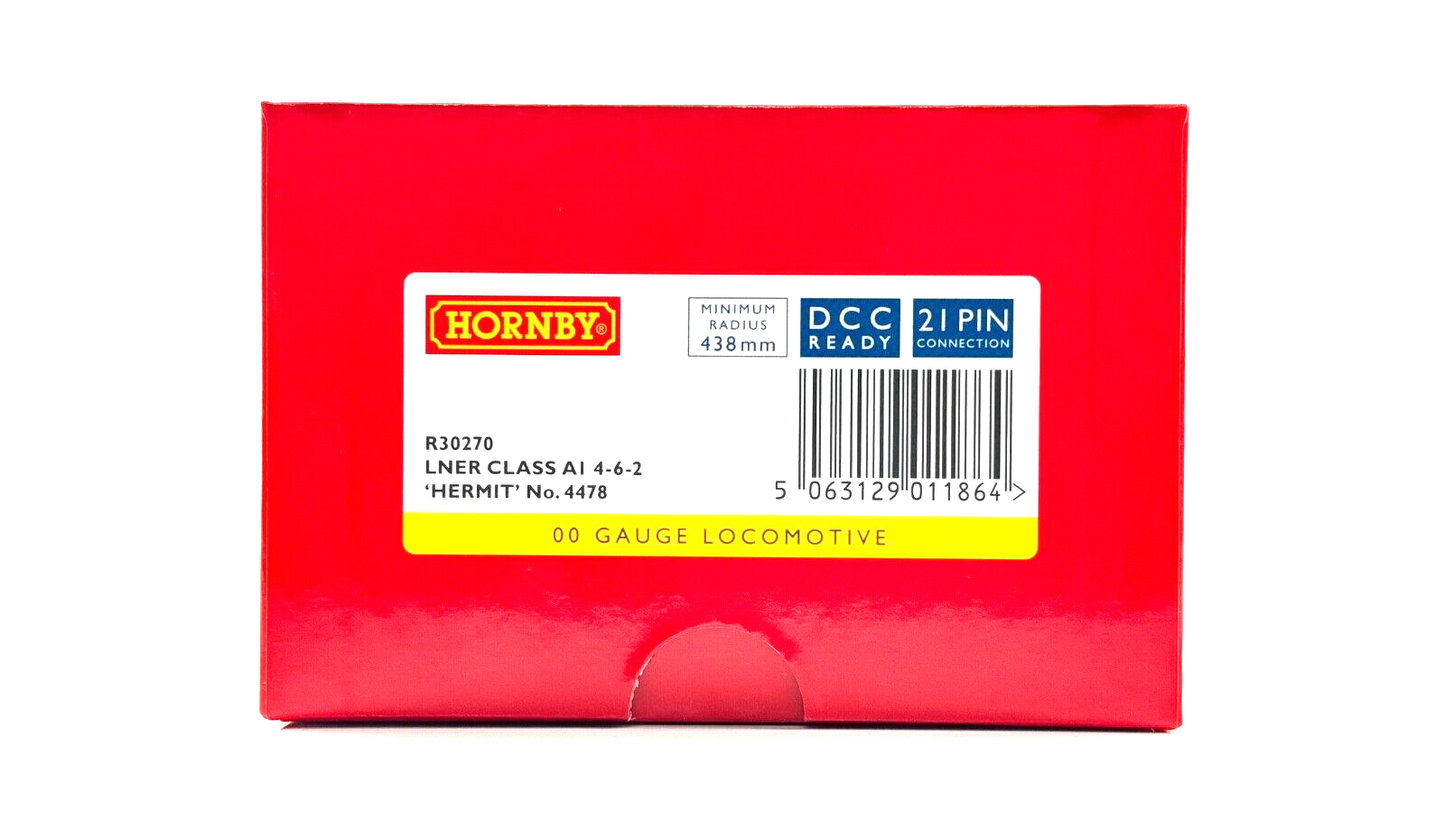 HORNBY®
MINIMUM
RADIUS
438mm
DCC
READY
21 PIN
CONNECTION
R30270
LNER CLASS A1 4-6-2
‘HERMIT’ No. 4478
5 063129 011864 >
00 GAUGE LOCOMOTIVE